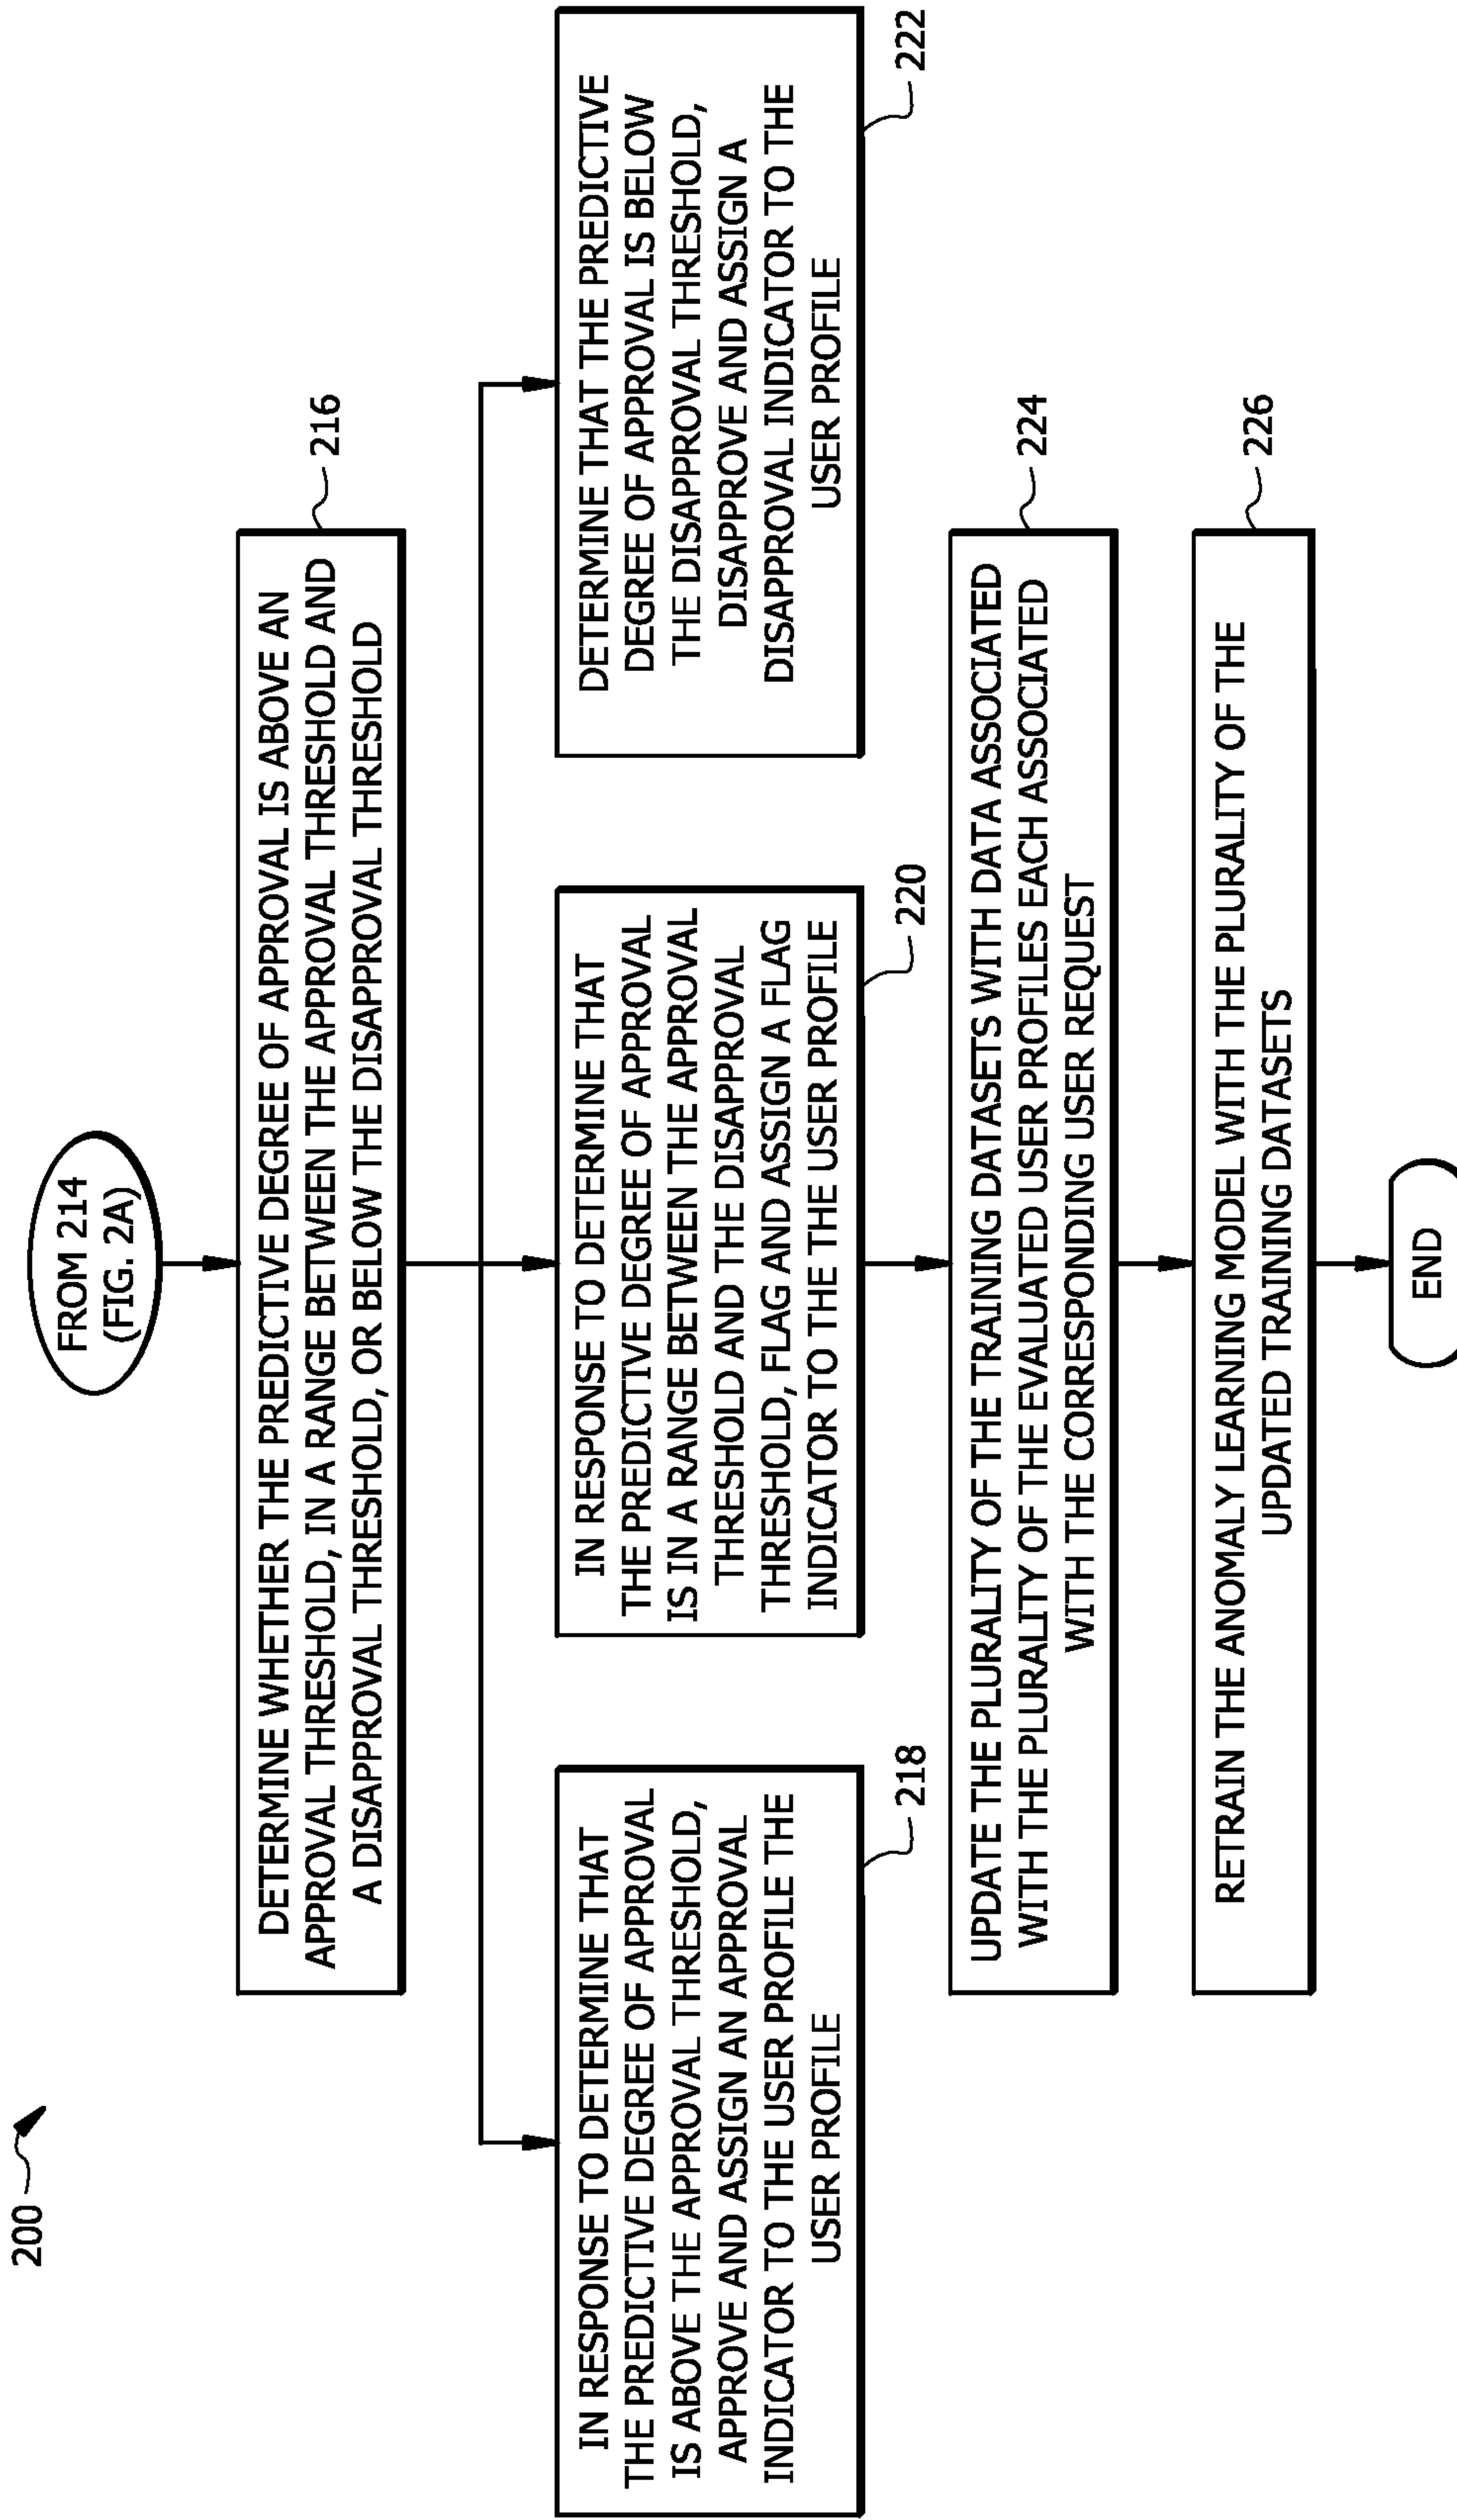 200
FROM 214
(FIG. 2A)
DETERMINE WHETHER THE PREDICTIVE DEGREE OF APPROVAL IS ABOVE AN
APPROVAL THRESHOLD, IN A RANGE BETWEEN THE APPROVAL THRESHOLD AND
A DISAPPROVAL THRESHOLD, OR BELOW THE DISAPPROVAL THRESHOLD
216
IN RESPONSE TO DETERMINE THAT
THE PREDICTIVE DEGREE OF APPROVAL
IS ABOVE THE APPROVAL THRESHOLD,
APPROVE AND ASSIGN AN APPROVAL
INDICATOR TO THE USER PROFILE THE
USER PROFILE
218
IN RESPONSE TO DETERMINE THAT
THE PREDICTIVE DEGREE OF APPROVAL
IS IN A RANGE BETWEEN THE APPROVAL
THRESHOLD AND THE DISAPPROVAL
THRESHOLD, FLAG AND ASSIGN A FLAG
INDICATOR TO THE USER PROFILE
220
DETERMINE THAT THE PREDICTIVE
DEGREE OF APPROVAL IS BELOW
THE DISAPPROVAL THRESHOLD,
DISAPPROVE AND ASSIGN A
DISAPPROVAL INDICATOR TO THE
USER PROFILE
222
UPDATE THE PLURALITY OF THE TRAINING DATASETS WITH DATA ASSOCIATED
WITH THE PLURALITY OF THE EVALUATED USER PROFILES EACH ASSOCIATED
WITH THE CORRESPONDING USER REQUEST
224
RETRAIN THE ANOMALY LEARNING MODEL WITH THE PLURALITY OF THE
UPDATED TRAINING DATASETS
226
END